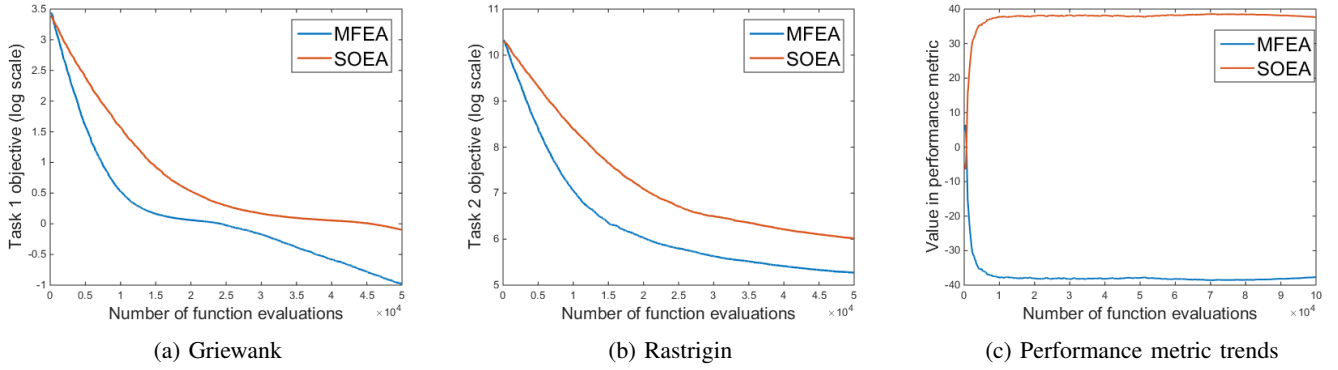 3.5
3
2.5
2
1.5
1
0.5
0
-0.5
-1
Task 1 objective (log scale)
MFEA
SOEA
0 0.5 1 1.5 2 2.5 3 3.5 4 4.5 5
Number of function evaluations × 10^4
(a) Griewank
11
10
9
8
7
6
5
Task 2 objective (log scale)
MFEA
SOEA
0 0.5 1 1.5 2 2.5 3 3.5 4 4.5 5
Number of function evaluations × 10^4
(b) Rastrigin
40
30
20
10
0
-10
-20
-30
-40
Value in performance metric
MFEA
SOEA
0 1 2 3 4 5 6 7 8 9 10
Number of function evaluations × 10^4
(c) Performance metric trends